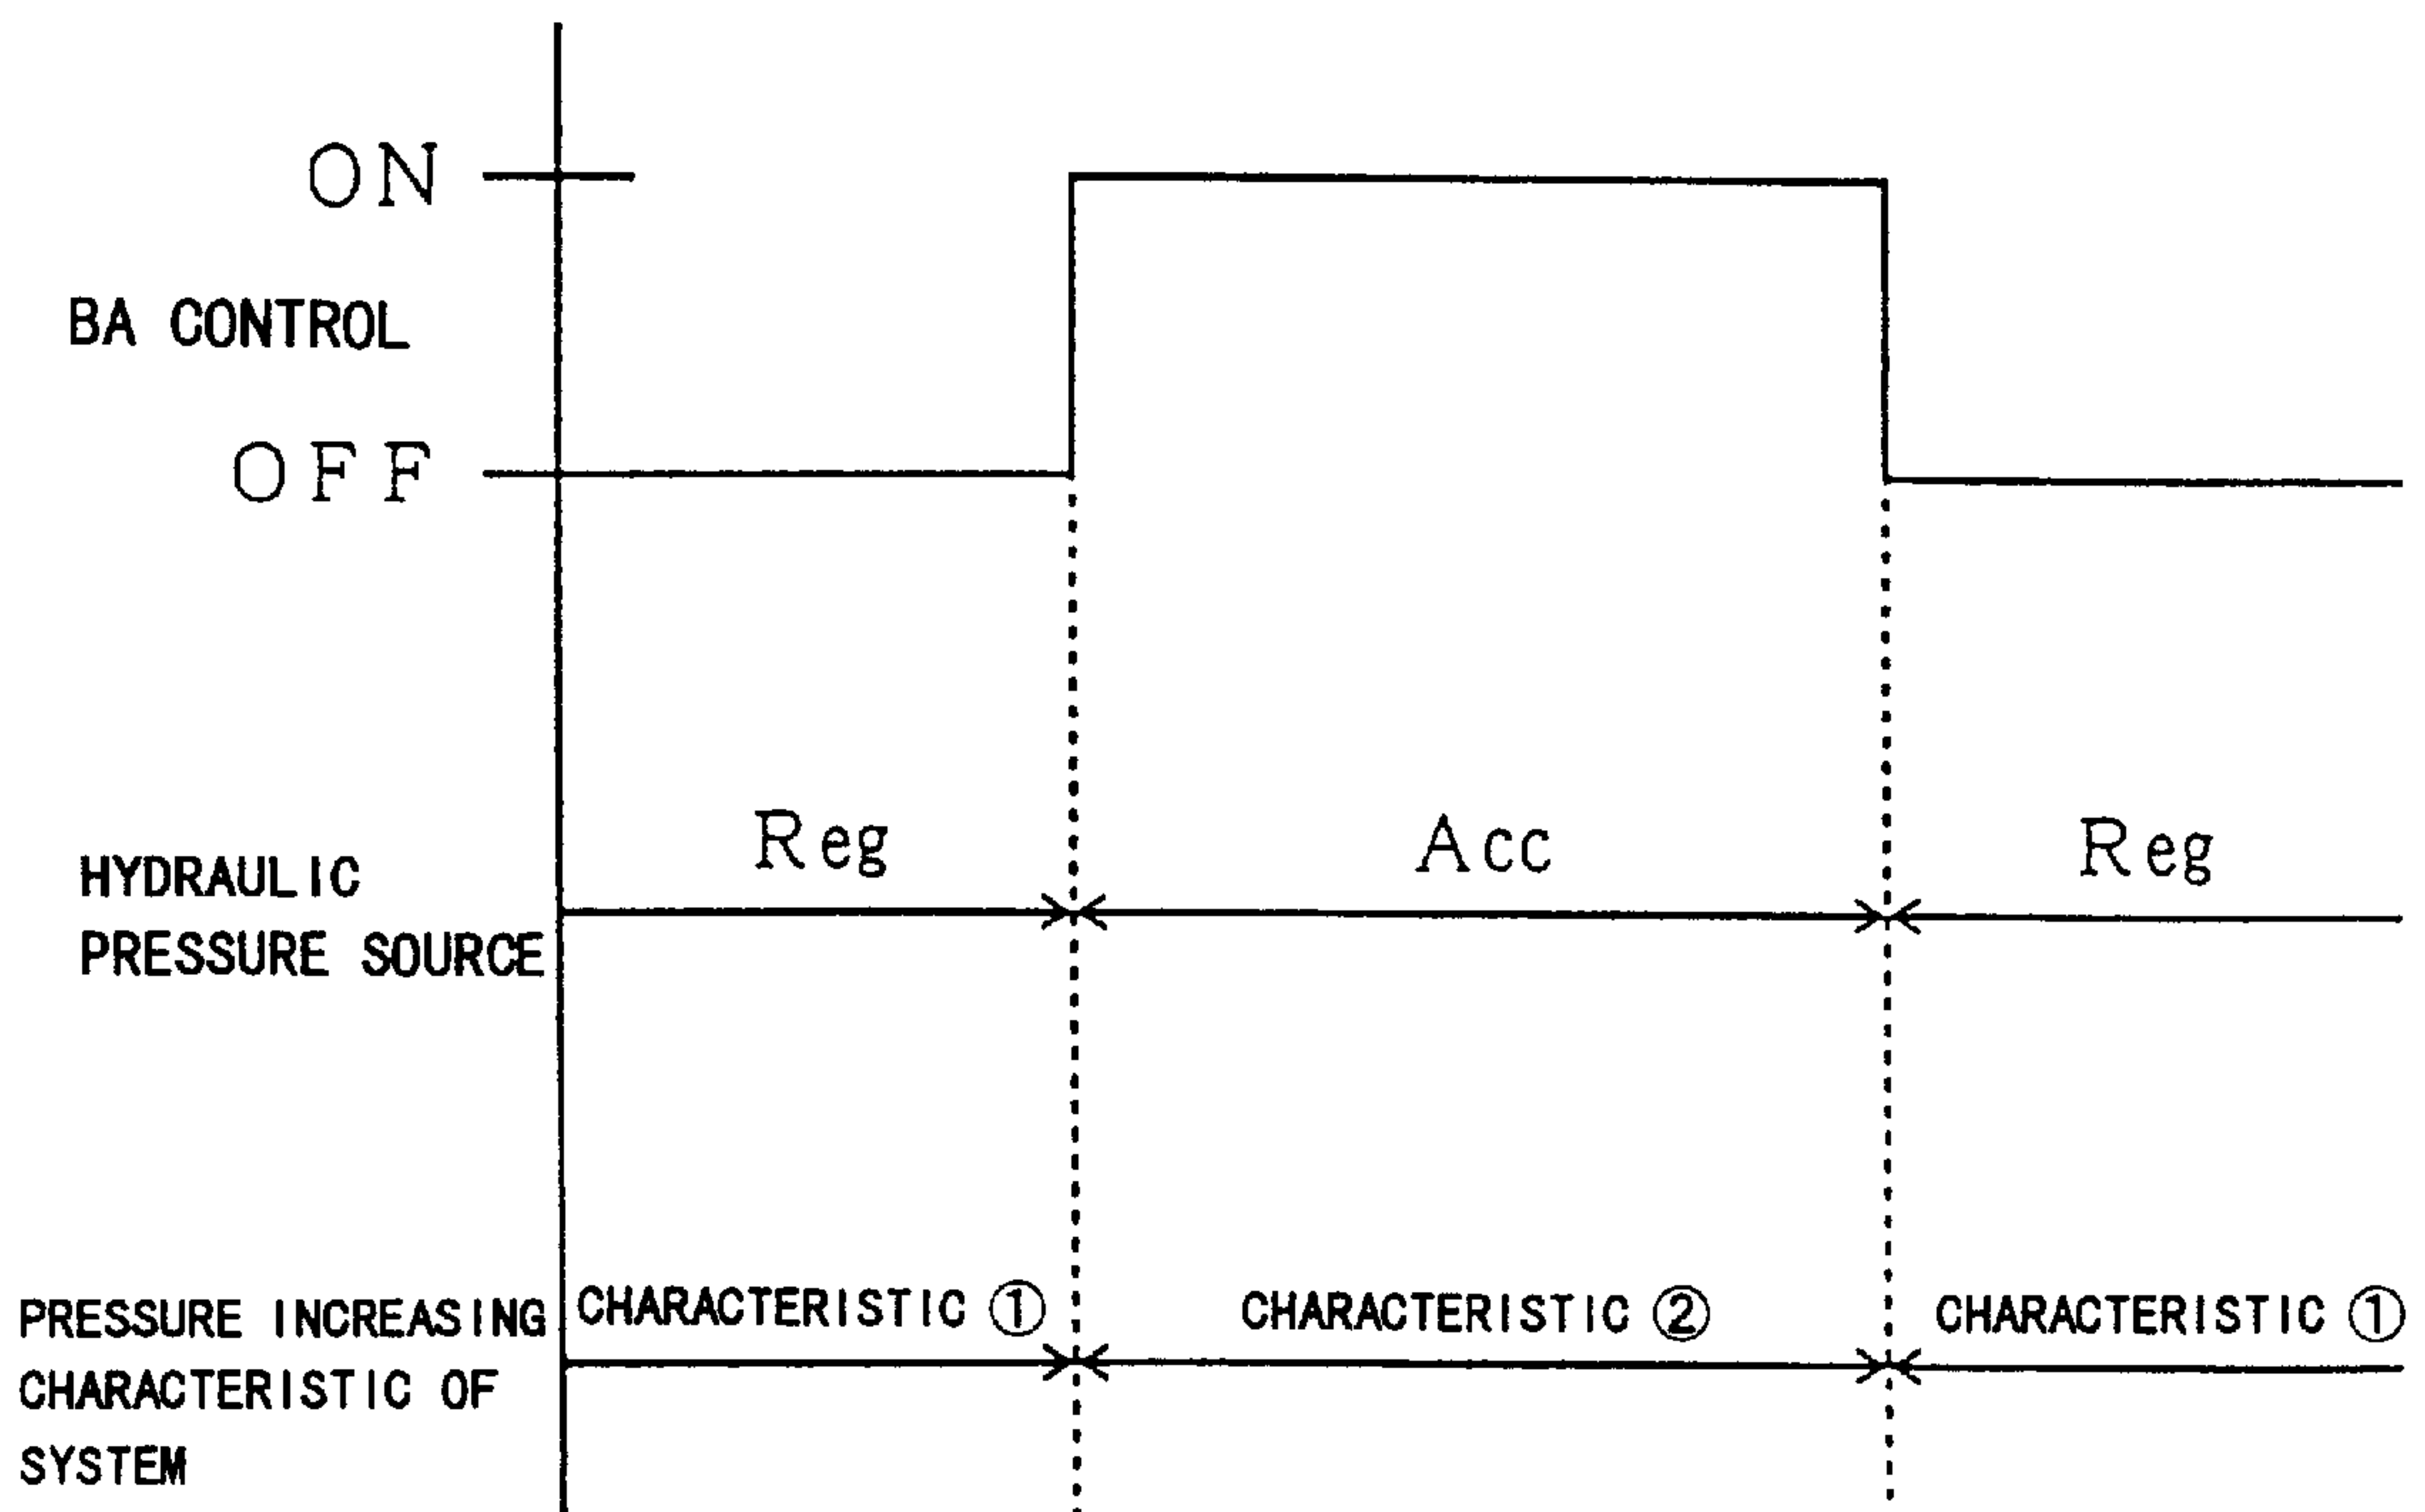 ON
BA CONTROL
OFF
Reg
Acc
Reg
HYDRAULIC
PRESSURE SOURCE
CHARACTERISTIC ①
CHARACTERISTIC ②
CHARACTERISTIC ①
PRESSURE INCREASING
CHARACTERISTIC OF
SYSTEM